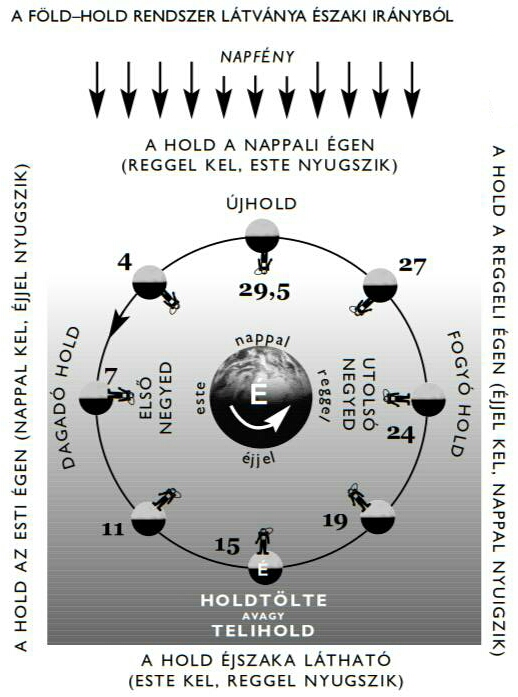 A FÖLD–HOLD RENDSZER LÁTVÁNYA ÉSZAKI IRÁNYBÓL
NAPFÉNY
A HOLD A NAPPALI ÉGEN
(REGGEL KEL, ESTE NYUGSZIK)
ÚJHOLD
29,5
4
27
A HOLD AZ ESTI ÉGEN (NAPPAL KEL, ÉJJEL NYUGSZIK)
DAGADÓ HOLD
7
ELSŐ
NEGYED
este
nappal
É
éjjel
reggel
UTOLSÓ
NEGYED
24
FOGYÓ HOLD
A HOLD A REGGELI ÉGEN (ÉJJEL KEL, NAPPAL NYUIGZIK)
11
15
19
É
HOLDTÖLTE
AVAGY
TELIHOLD
A HOLD ÉJSZAKA LÁTHATÓ
(ESTE KEL, REGGEL NYUGSZIK)